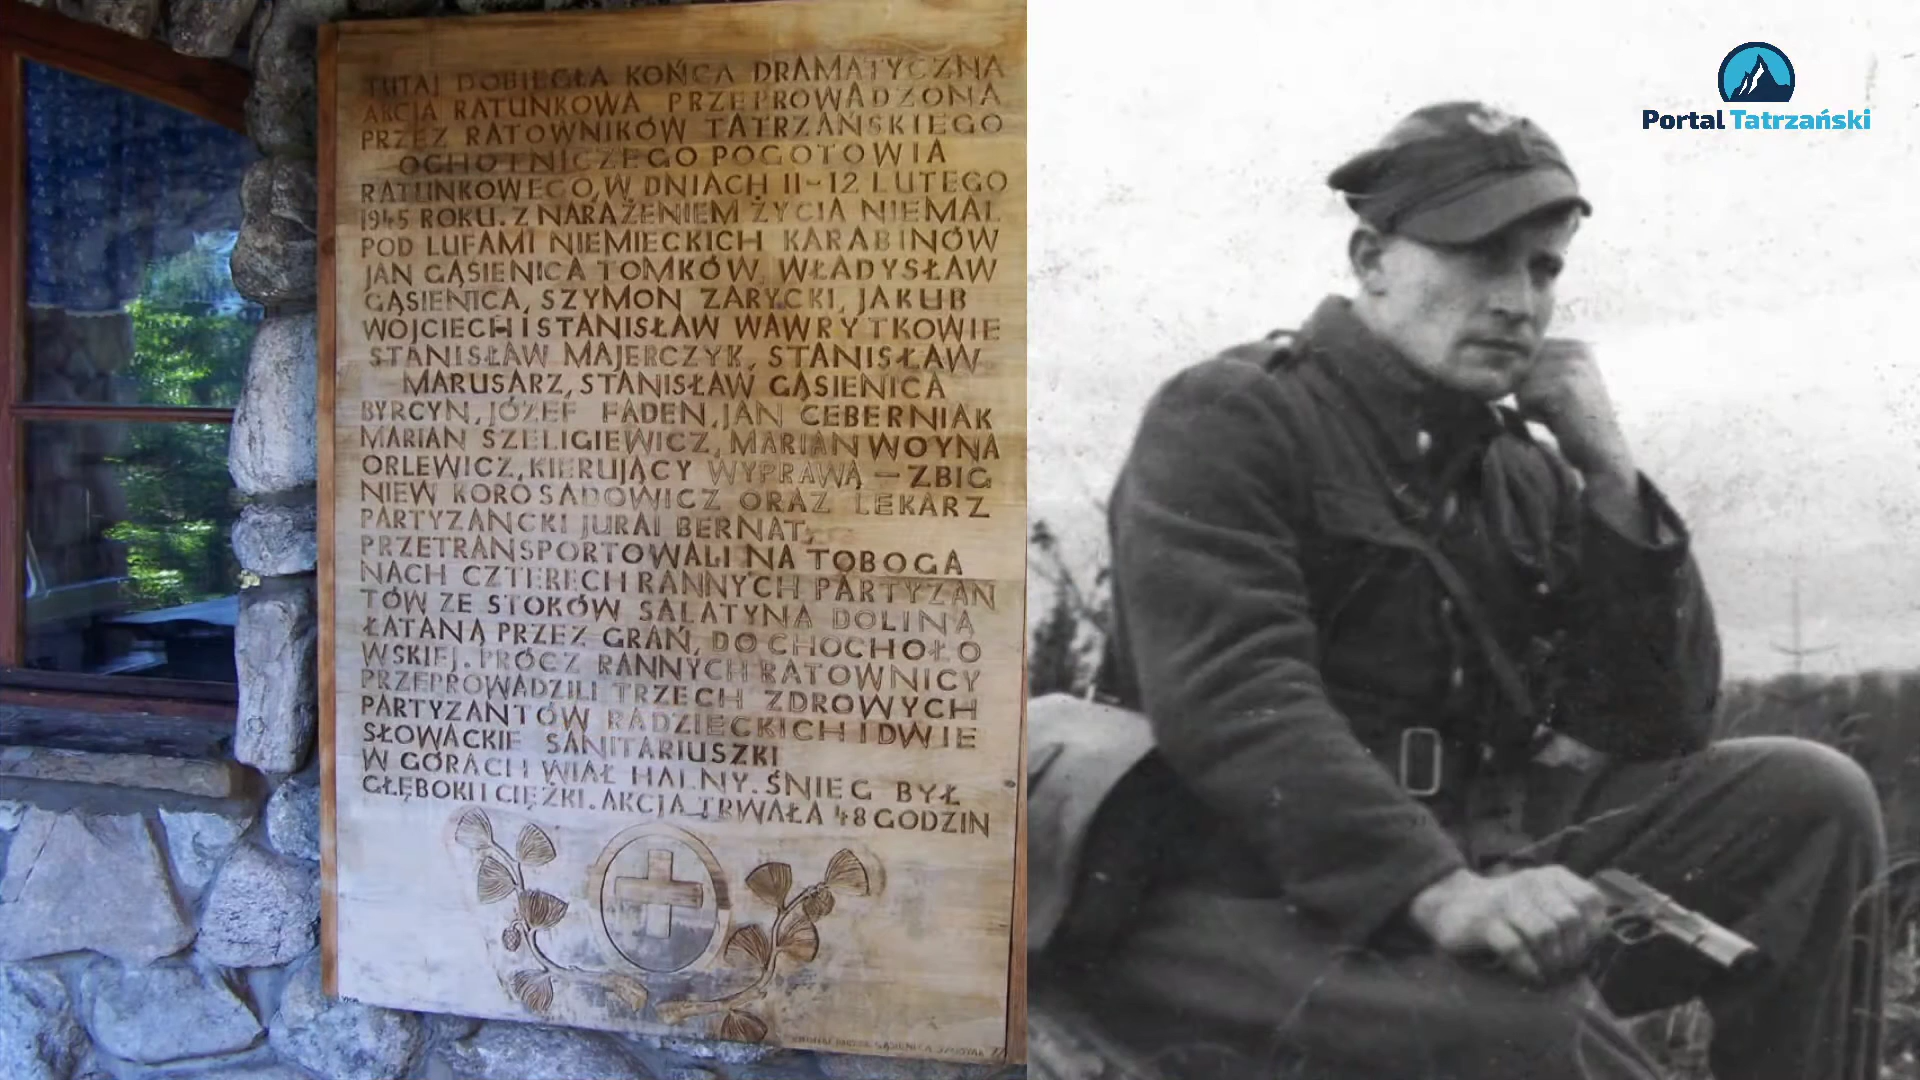 TUTAJ DOBIEGŁA KOŃCA DRAMATYCZNA
AKCJA RATUNKOWA PRZEPROWADZONA
PRZEZ RATOWNIKÓW TATRZAŃSKIEGO
OCHOTNICZEGO POGOTOWIA
RATUNKOWEGO, W DNIACH 11-12 LUTEGO
1945 ROKU. Z NARAŻENIEM ŻYCIA NIEMAL
POD LUFAMI NIEMIECKICH KARABINÓW
JAN GĄSIENICA TOMKÓW, WŁADYSŁAW
GĄSIENICA, SZYMON ZARYCKI, JAKUB
WOJCIECH I STANISŁAW WAWRYTKOWIE
STANISŁAW MAJERCZYK, STANISŁAW
MARUSARZ, STANISŁAW GĄSIENICA
BYRCYN, JÓZEF FADEN, JAN CEBERNIAK
MARIAN SZELIGIEWICZ, MARIAN WOYNA
ORLEWICZ, KIERUJĄCY WYPRAWĄ – ZBIG
NIEW KOROSADOWICZ ORAZ LEKARZ
PARTYZANCKI JURAI BERNAT,
PRZETRANSPORTOWALI NA TOBOGA
NACH CZTERECH RANNYCH PARTYZAN
TÓW ZE STOKÓW SALATYNA DOLINĄ
ŁATANĄ PRZEZ GRAŃ, DO CHOCHOŁO
WSKIEJ. PRÓCZ RANNYCH RATOWNICY
PRZEPROWADZILI TRZECH ZDROWYCH
PARTYZANTÓW RADZIECKICH I DWIE
SŁOWACKIE SANITARIUSZKI
W GÓRACH WIAŁ HALNY. ŚNIEG BYŁ
GŁĘBOKI I CIĘŻKI. AKCJA TRWAŁA 48 GODZIN
Portal Tatrzański